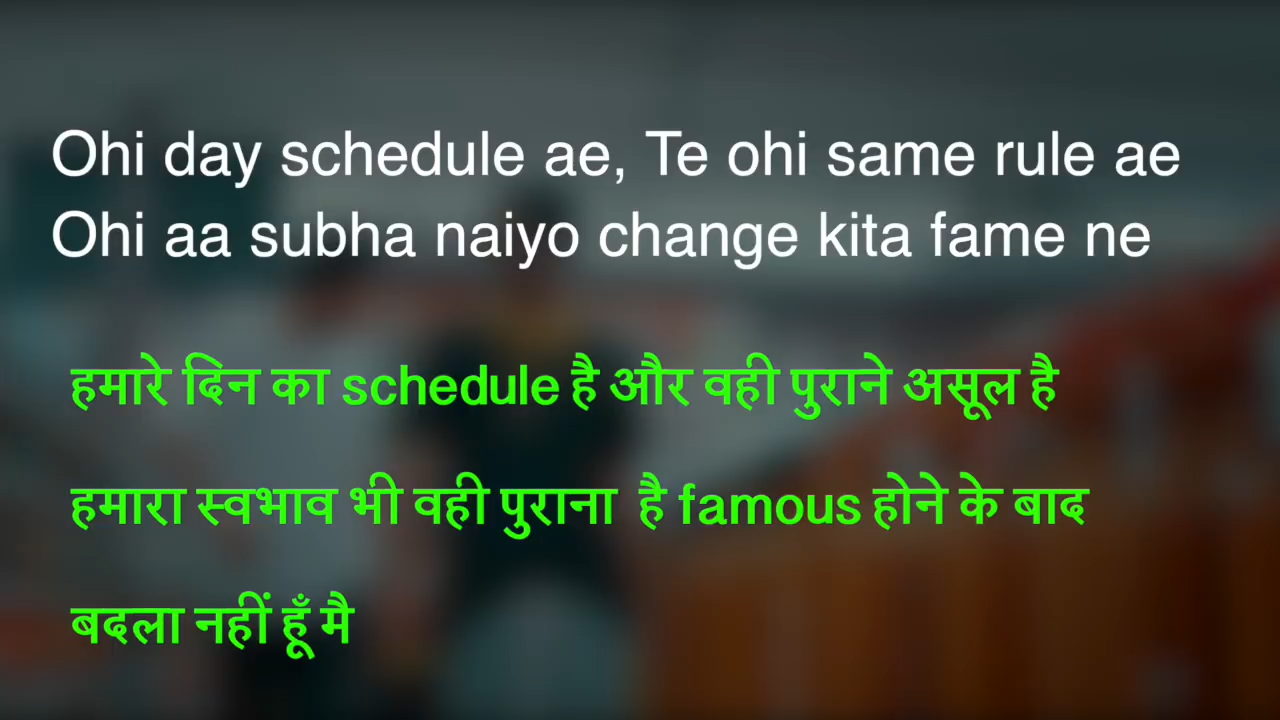 Ohi day schedule ae, Te ohi same rule ae
Ohi aa subha naiyo change kita fame ne
हमारे दिन का schedule है और वही पुराने असूल है
हमारा स्वभाव भी वही पुराना है famous होने के बाद
बदला नहीं हूँ मै